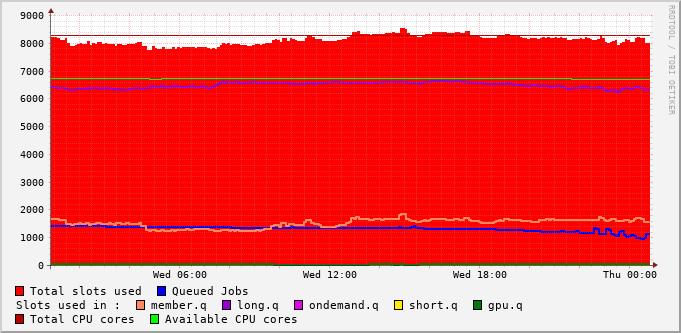 9000
8000
7000
6000
5000
4000
3000
2000
1000
0
Wed 06:00 Wed 12:00 Wed 18:00 Thu 00:00
RRDTOOL / TOBI OETIKER
Total slots used Queued Jobs
Slots used in : member.q long.q ondemand.q short.q gpu.q
Total CPU cores Available CPU cores